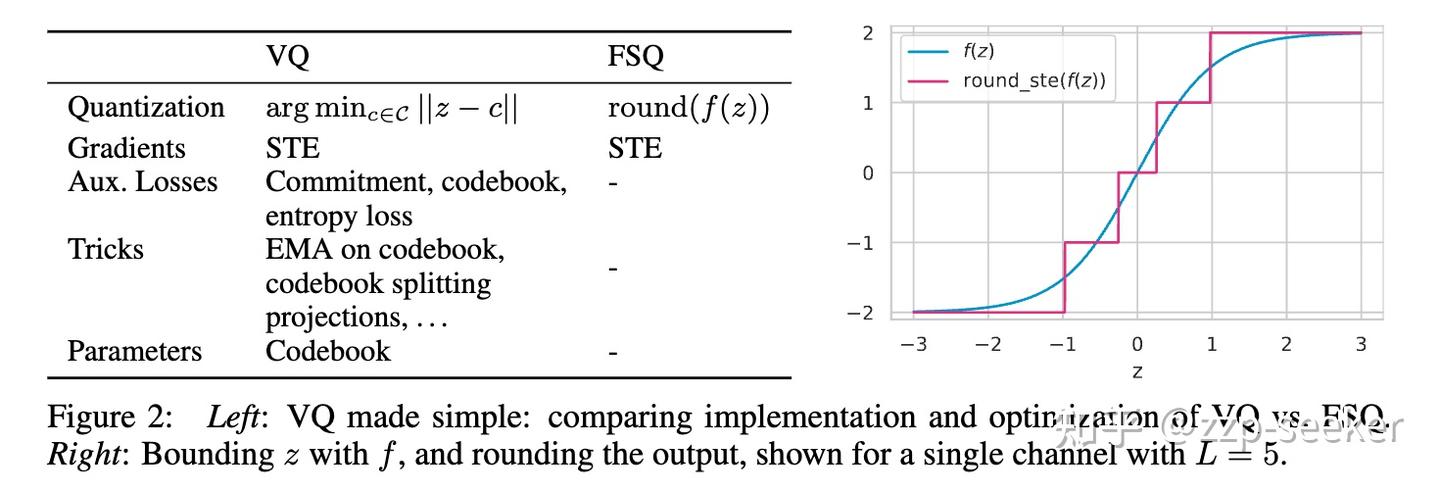 VQ FSQ
Quantization arg min_{c∈𝒞} ||z − c|| round(f(z))
Gradients STE STE
Aux. Losses Commitment, codebook, -
entropy loss
Tricks EMA on codebook,
codebook splitting -
projections, ...
Parameters Codebook -
f(z)
round_ste(f(z))
2
1
0
−1
−2
−3 −2 −1 0 1 2 3
z
Figure 2: Left: VQ made simple: comparing implementation and optimization of VQ vs. FSQ.
Right: Bounding z with f, and rounding the output, shown for a single channel with L = 5.
知乎 @zzp-seeker